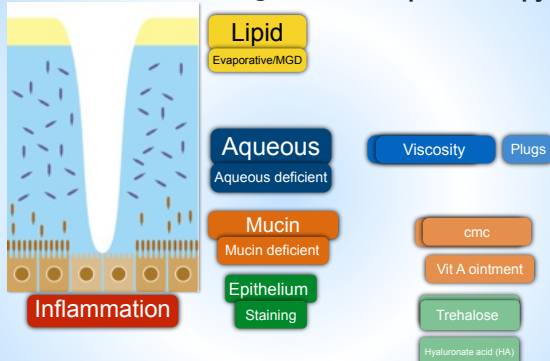 Lipid
Evaporative/MGD
Aqueous
Aqueous deficient
Viscosity
Plugs
Mucin
Mucin deficient
cmc
Vit A ointment
Epithelium
Staining
Inflammation
Trehalose
Hyaluronate acid (HA)